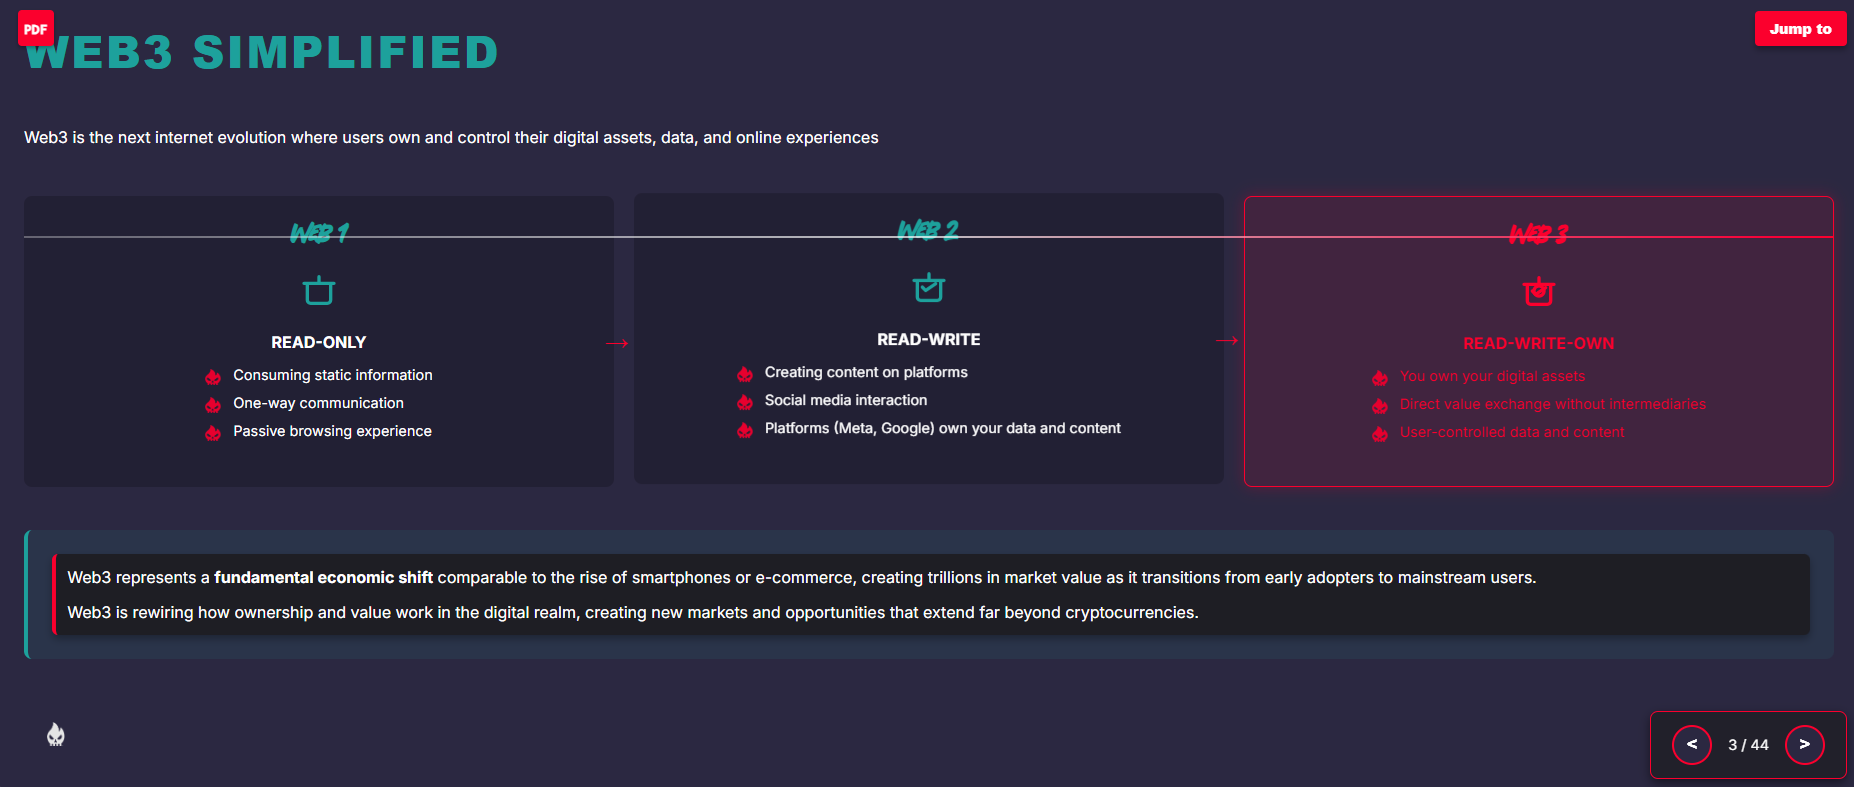 PDF
Jump to
WEB3 SIMPLIFIED
Web3 is the next internet evolution where users own and control their digital assets, data, and online experiences
WEB 1
READ-ONLY
Consuming static information
One-way communication
Passive browsing experience
→
WEB 2
READ-WRITE
Creating content on platforms
Social media interaction
Platforms (Meta, Google) own your data and content
→
WEB 3
READ-WRITE-OWN
You own your digital assets
Direct value exchange without intermediaries
User-controlled data and content
Web3 represents a fundamental economic shift comparable to the rise of smartphones or e-commerce, creating trillions in market value as it transitions from early adopters to mainstream users.
Web3 is rewiring how ownership and value work in the digital realm, creating new markets and opportunities that extend far beyond cryptocurrencies.
< 3 / 44 >